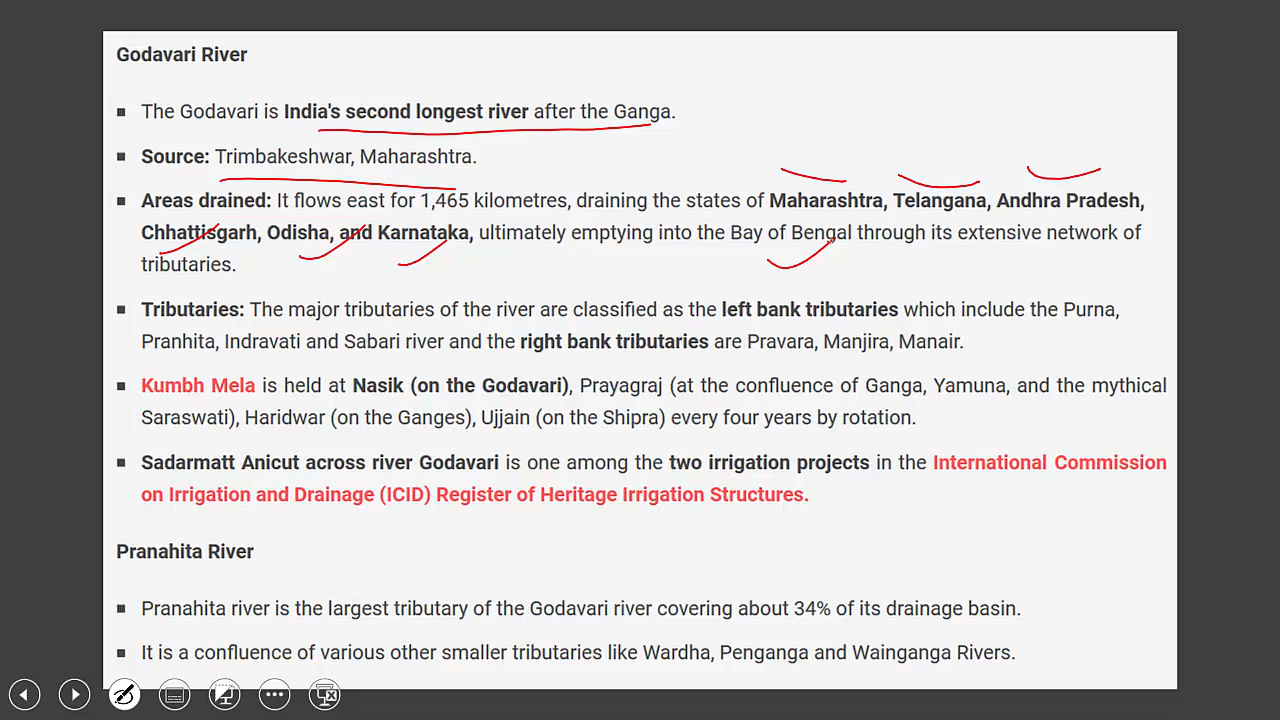 Godavari River
▪ The Godavari is India's second longest river after the Ganga.
▪ Source: Trimbakeshwar, Maharashtra.
▪ Areas drained: It flows east for 1,465 kilometres, draining the states of Maharashtra, Telangana, Andhra Pradesh,
Chhattisgarh, Odisha, and Karnataka, ultimately emptying into the Bay of Bengal through its extensive network of
tributaries.
▪ Tributaries: The major tributaries of the river are classified as the left bank tributaries which include the Purna,
Pranhita, Indravati and Sabari river and the right bank tributaries are Pravara, Manjira, Manair.
▪ Kumbh Mela is held at Nasik (on the Godavari), Prayagraj (at the confluence of Ganga, Yamuna, and the mythical
Saraswati), Haridwar (on the Ganges), Ujjain (on the Shipra) every four years by rotation.
▪ Sadarmatt Anicut across river Godavari is one among the two irrigation projects in the International Commission
on Irrigation and Drainage (ICID) Register of Heritage Irrigation Structures.
Pranahita River
▪ Pranahita river is the largest tributary of the Godavari river covering about 34% of its drainage basin.
▪ It is a confluence of various other smaller tributaries like Wardha, Penganga and Wainganga Rivers.